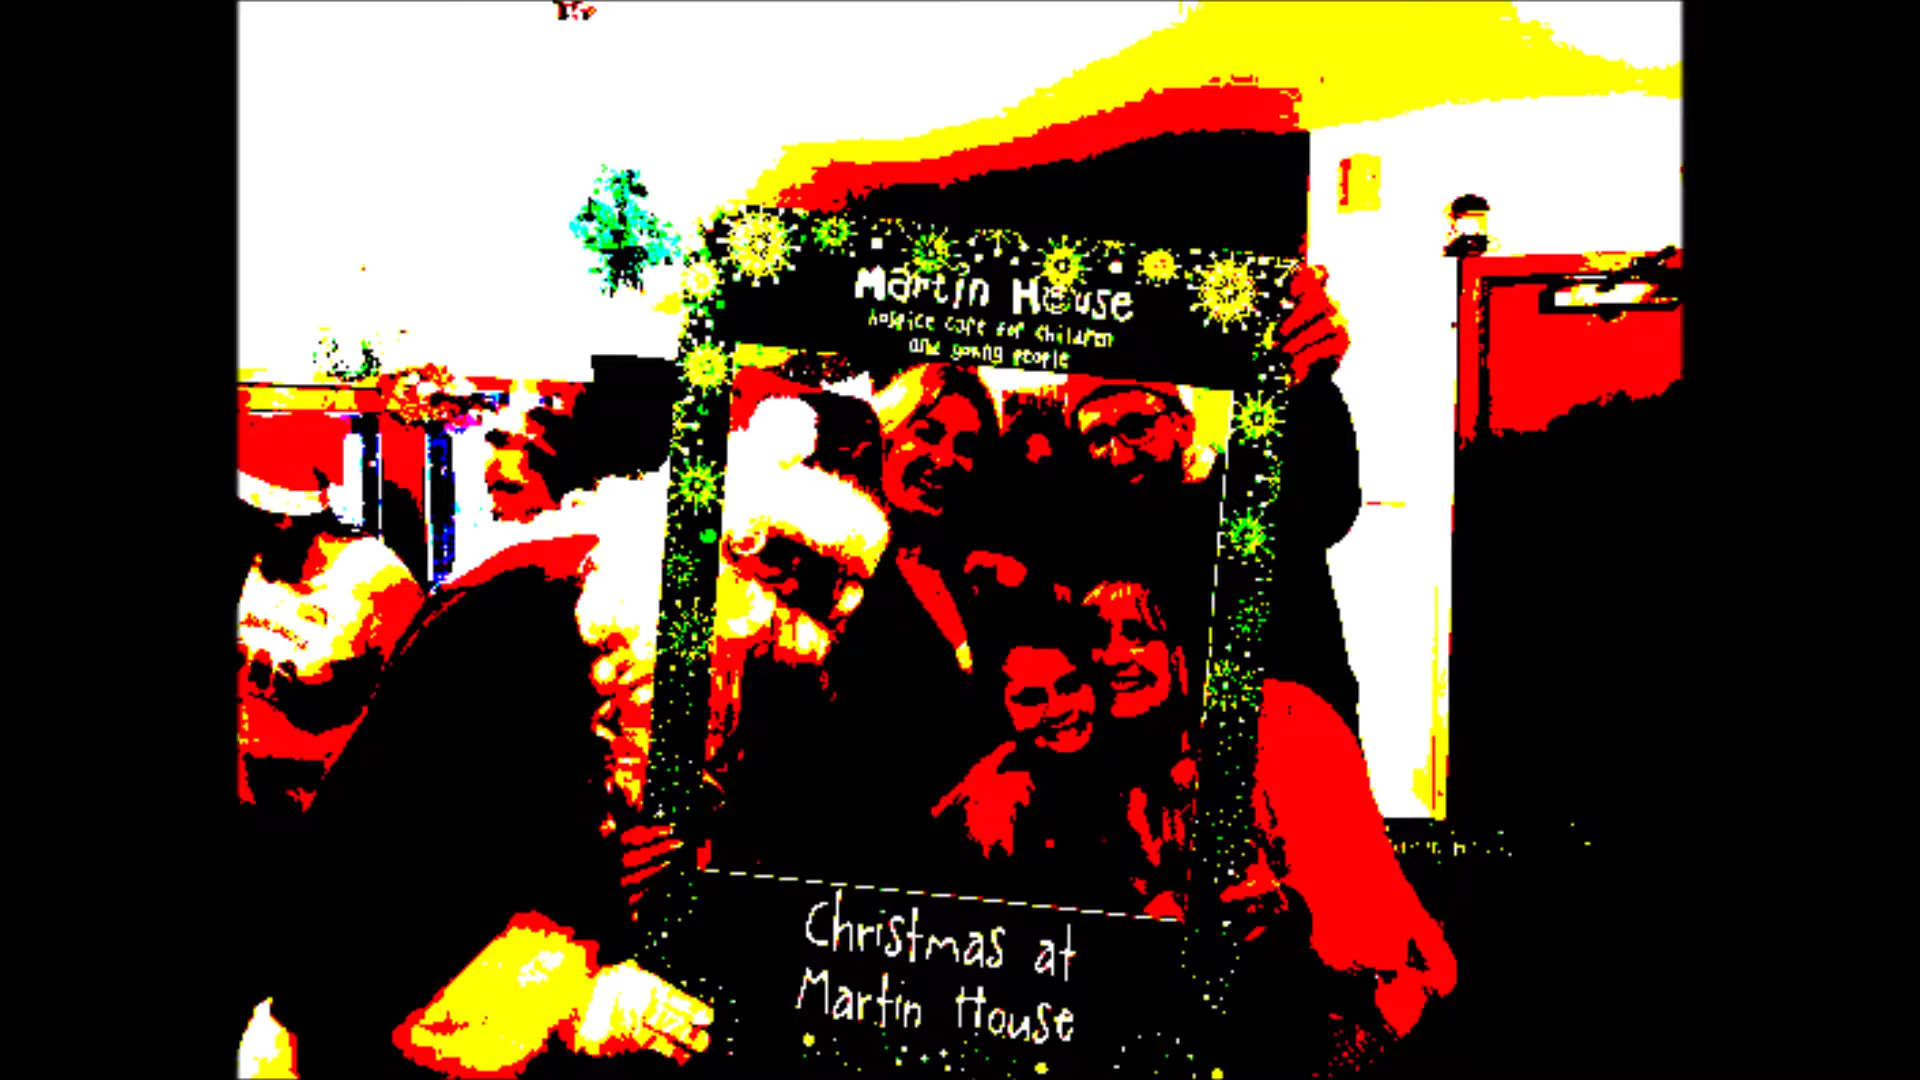 Martin House
hospice care for children
and young people
Christmas at
Martin House